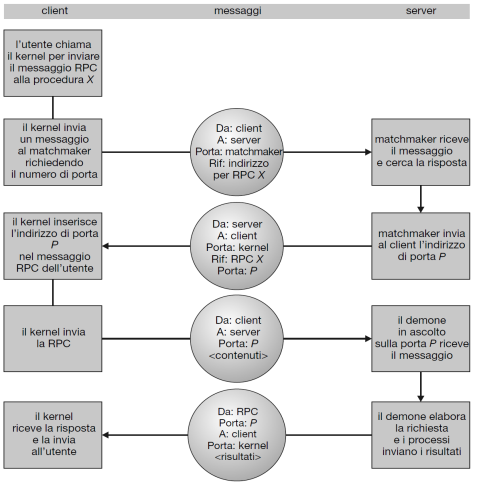 client
messaggi
server
l'utente chiama
il kernel per inviare
il messaggio RPC
alla procedura X
il kernel invia
un messaggio
al matchmaker
richiedendo
il numero di porta
Da: client
A: server
Porta: matchmaker
Rif: indirizzo
per RPC X
matchmaker riceve
il messaggio
e cerca la risposta
il kernel inserisce
l'indirizzo di porta
P
nel messaggio
RPC dell'utente
Da: server
A: client
Porta: kernel
Rif: RPC X
Porta: P
matchmaker invia
al client l'indirizzo
di porta P
il kernel invia
la RPC
Da: client
A: server
Porta: P
<contenuti>
il demone
in ascolto
sulla porta P riceve
il messaggio
il kernel
riceve la risposta
e la invia
all'utente
Da: RPC
Porta: P
A: client
Porta: kernel
<risultati>
il demone elabora
la richiesta
e i processi
inviano i risultati